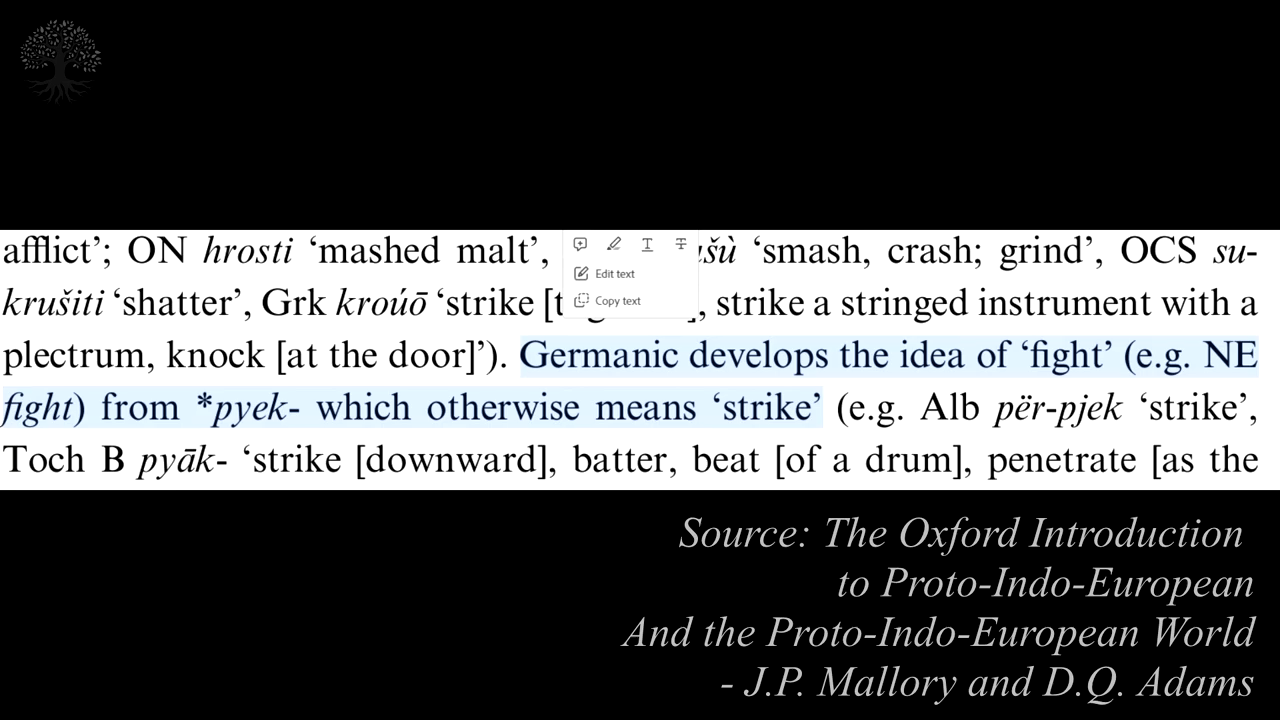 afflict’; ON hrosti ‘mashed malt’, ‘smash, crash; grind’, OCS su-
Edit text
krušiti ‘shatter’, Grk kroúō ‘strike strike a stringed instrument with a
Copy text
plectrum, knock [at the door]’). Germanic develops the idea of ‘fight’ (e.g. NE
fight) from *pyek- which otherwise means ‘strike’ (e.g. Alb për-pjek ‘strike’,
Toch B pyāk- ‘strike [downward], batter, beat [of a drum], penetrate [as the
Source: The Oxford Introduction
to Proto-Indo-European
And the Proto-Indo-European World
- J.P. Mallory and D.Q. Adams